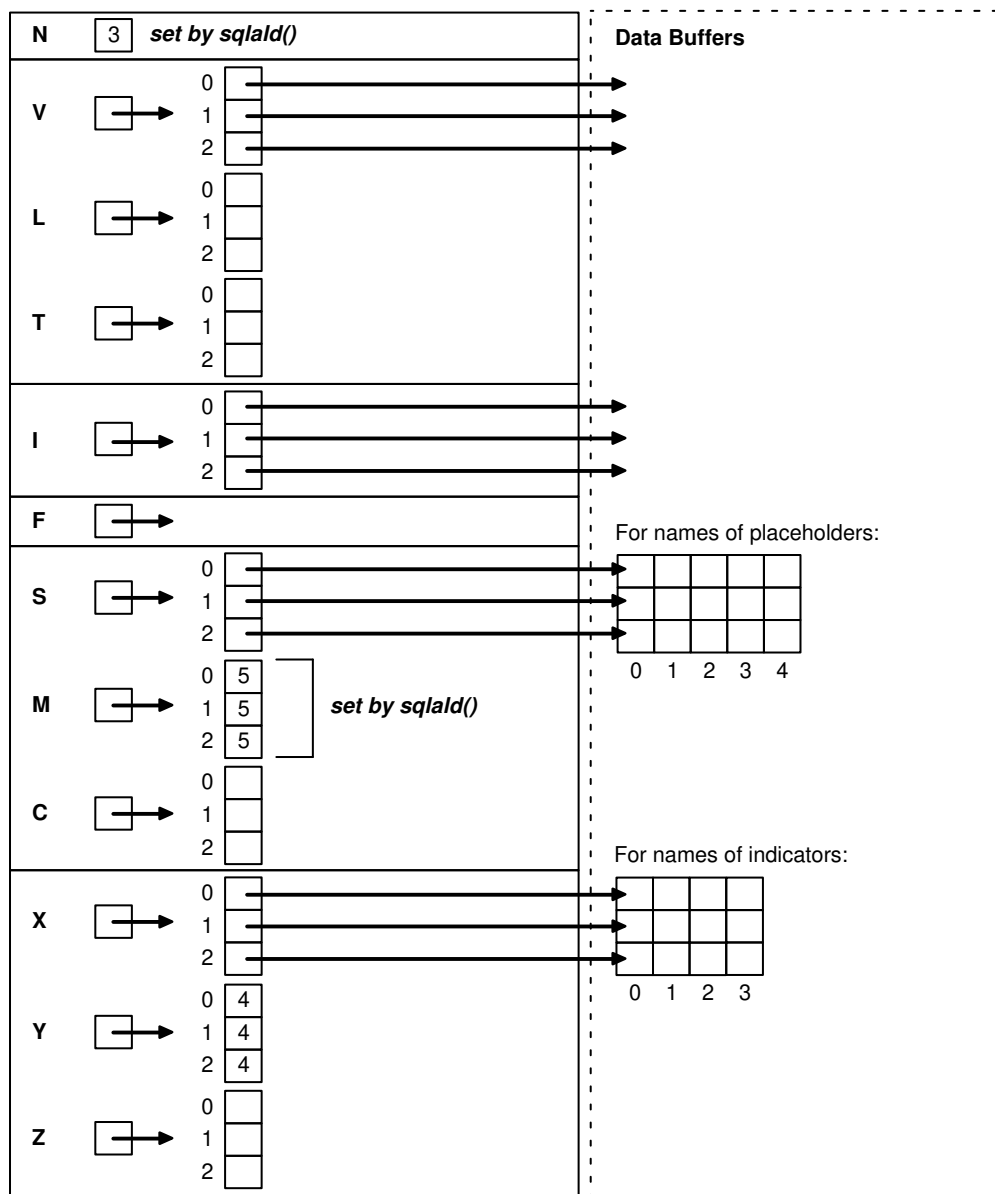 N 3 set by sqlald()
Data Buffers
V
0
1
2
L
0
1
2
T
0
1
2
I
0
1
2
F
For names of placeholders:
S
0
1
2
0 1 2 3 4
M
0 5
1 5
2 5
set by sqlald()
C
0
1
2
For names of indicators:
X
0
1
2
0 1 2 3
Y
0 4
1 4
2 4
Z
0
1
2